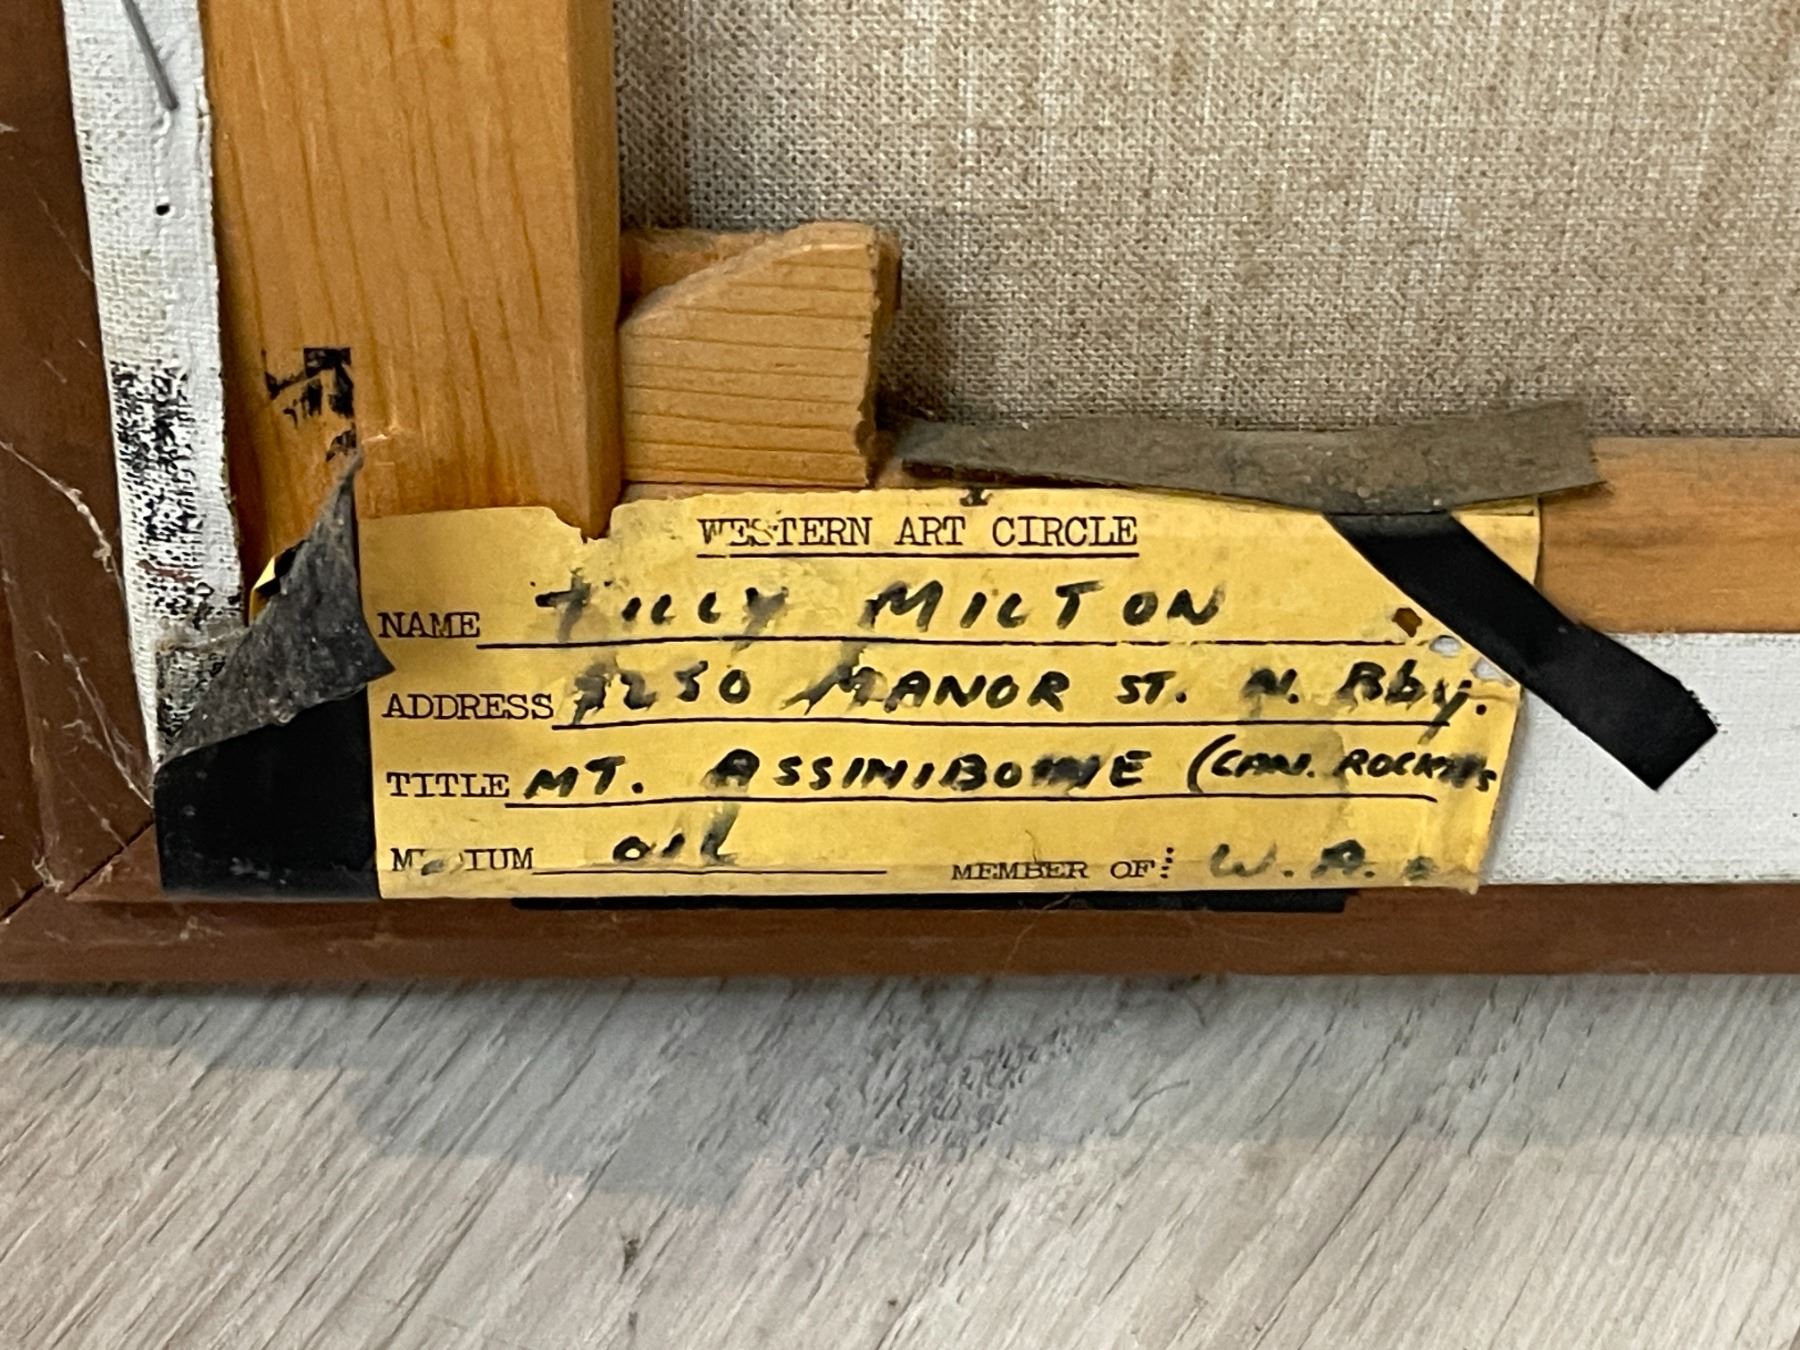 WESTERN ART CIRCLE
NAME TILLY MILTON
ADDRESS MANOR ST. N. Bby.
TITLE MT. ASSINIBOINE (CAN. ROCKIES
MEDIUM OIL MEMBER OF: W. A.